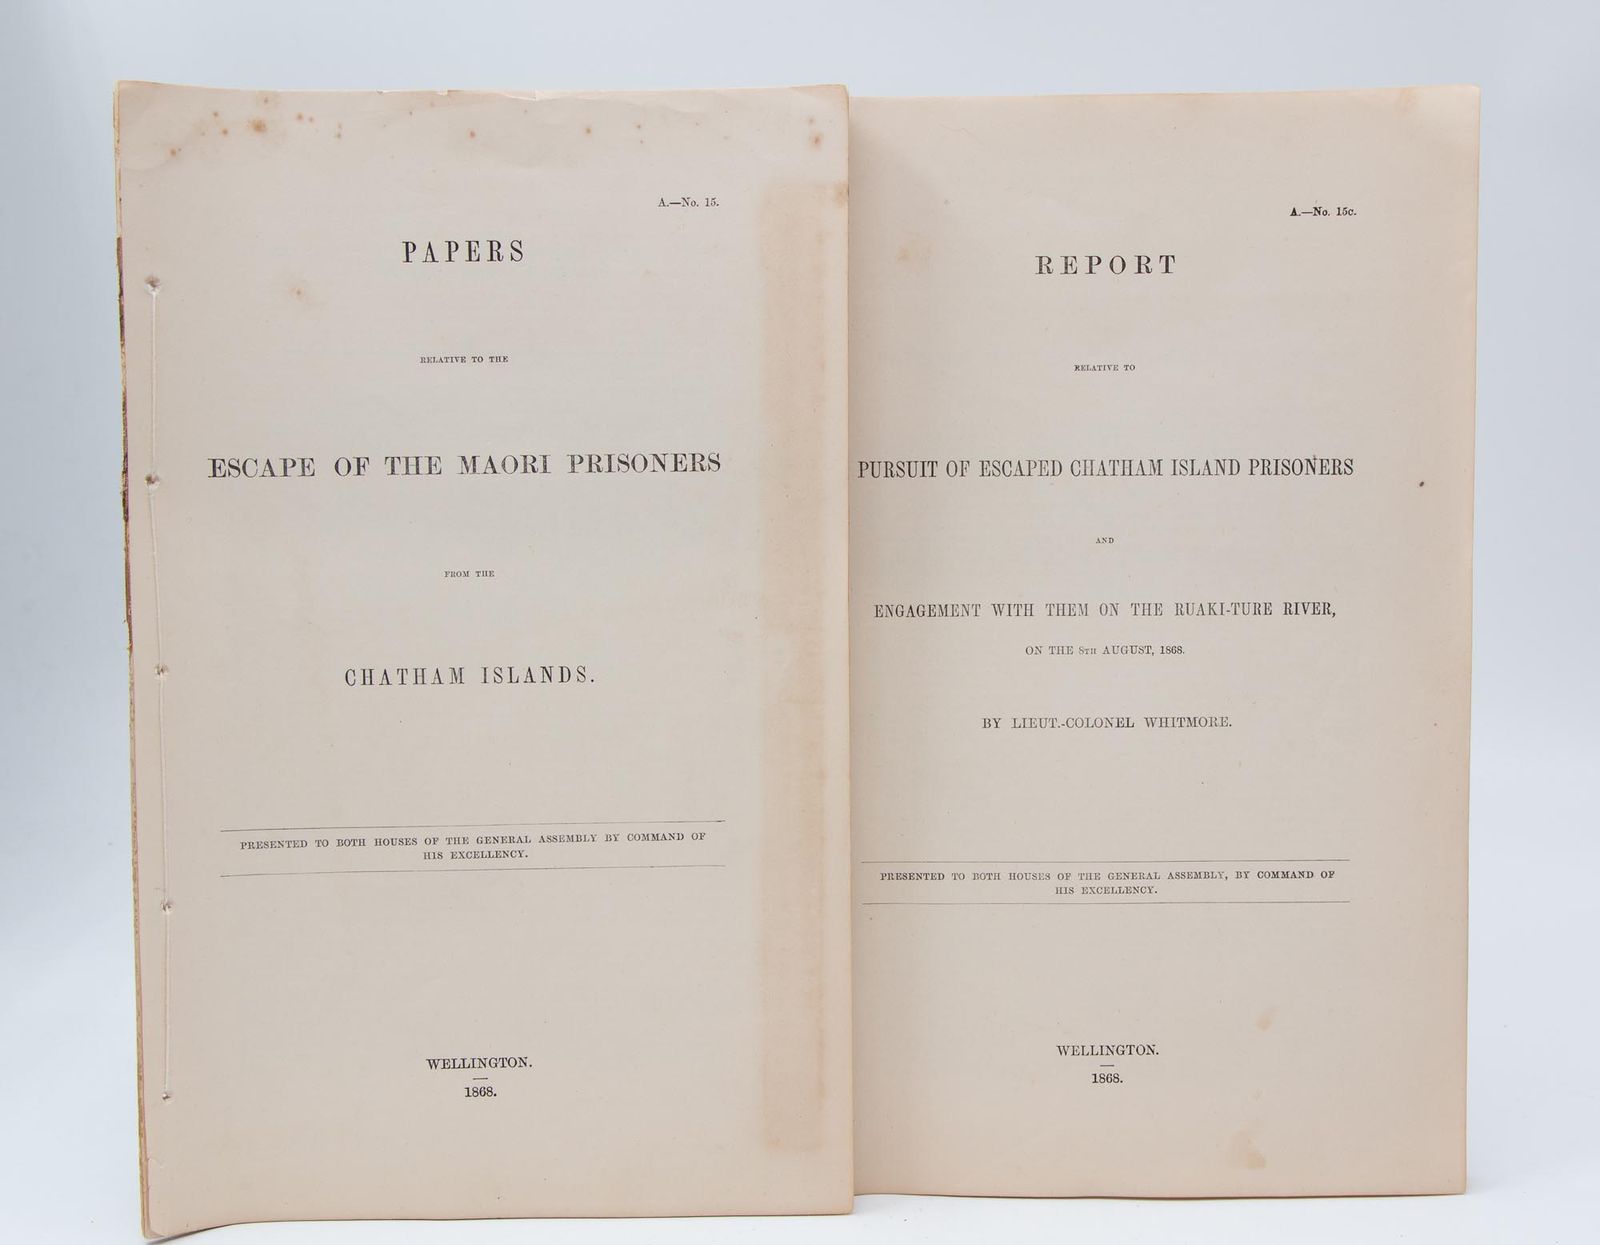 A.—No. 15.
PAPERS
RELATIVE TO THE
ESCAPE OF THE MAORI PRISONERS
FROM THE
CHATHAM ISLANDS.
PRESENTED TO BOTH HOUSES OF THE GENERAL ASSEMBLY BY COMMAND OF
HIS EXCELLENCY.
WELLINGTON.
1868.
A.—No. 15c.
REPORT
RELATIVE TO
PURSUIT OF ESCAPED CHATHAM ISLAND PRISONERS
AND
ENGAGEMENT WITH THEM ON THE RUAKI-TURE RIVER,
ON THE 8TH AUGUST, 1868.
BY LIEUT.-COLONEL WHITMORE.
PRESENTED TO BOTH HOUSES OF THE GENERAL ASSEMBLY, BY COMMAND OF
HIS EXCELLENCY.
WELLINGTON.
1868.